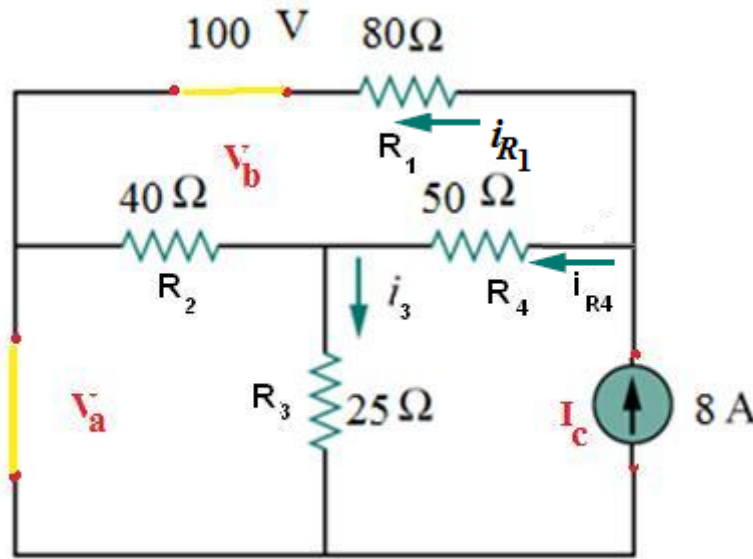 100 V 80Ω
R1 iR1
Vb
40 Ω 50 Ω
R2 i3 R4 iR4
Va R3 25 Ω Ic 8 A